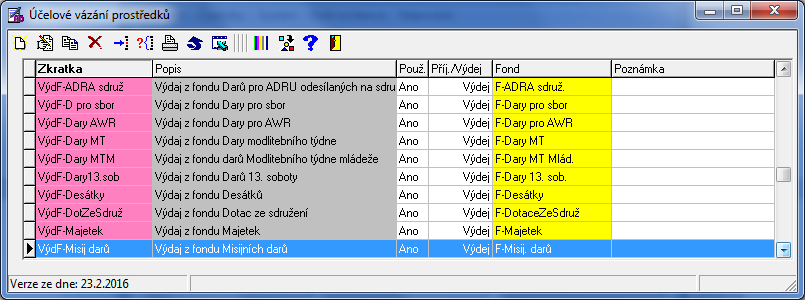 Účelové vázání prostředků
Zkratka Popis Použ. Příj./Výdej Fond Poznámka
VýdF-ADRA sdruž Výdaj z fondu Darů pro ADRU odesílaných na sdru Ano Výdej F-ADRA sdruž.
VýdF-D pro sbor Výdaj z fondu Dary pro sbor Ano Výdej F-Dary pro sbor
VýdF-Dary AWR Výdaj z fondu Dary pro AWR Ano Výdej F-Dary pro AWR
VýdF-Dary MT Výdaj z fondu Dary modlitebního týdne Ano Výdej F-Dary MT
VýdF-Dary MTM Výdaj z fondu darů Modlitebního týdne mládeže Ano Výdej F-Dary MT Mlád.
VýdF-Dary13.sob Výdaj z fondu Darů 13. soboty Ano Výdej F-Dary 13. sob.
VýdF-Desátky Výdaj z fondu Desátků Ano Výdej F-Desátky
VýdF-DotZeSdruž Výdaj z fondu Dotac ze sdružení Ano Výdej F-DotaceZeSdruž
VýdF-Majetek Výdaj z fondu Majetek Ano Výdej F-Majetek
VýdF-Misij darů Výdaj z fondu Misijních darů Ano Výdej F-Misij. darů
Verze ze dne: 23.2.2016